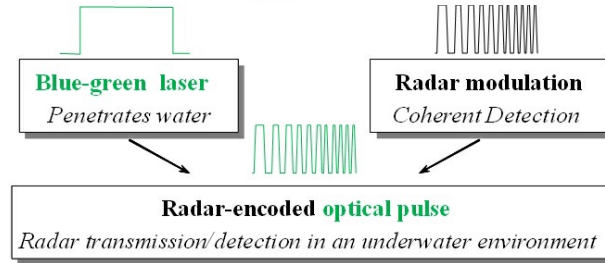 Blue-green laser
Penetrates water
Radar modulation
Coherent Detection
Radar-encoded optical pulse
Radar transmission/detection in an underwater environment